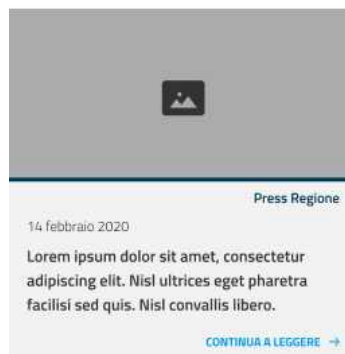 Press Regione
14 febbraio 2020
Lorem ipsum dolor sit amet, consectetur
adipiscing elit. Nisl ultrices eget pharetra
facilisi sed quis. Nisl convallis libero.
CONTINUA A LEGGERE →